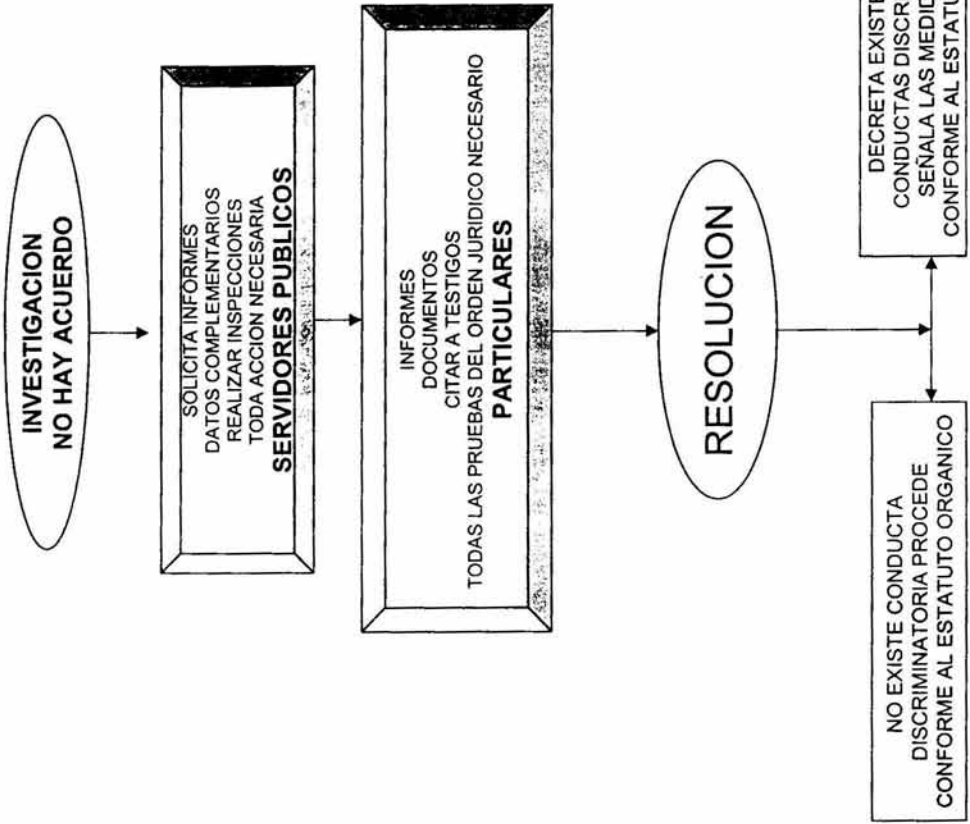 INVESTIGACION
NO HAY ACUERDO
SOLICITA INFORMES
DATOS COMPLEMENTARIOS
REALIZAR INSPECCIONES
TODA ACCION NECESARIA
SERVIDORES PUBLICOS
INFORMES
DOCUMENTOS
CITAR A TESTIGOS
TODAS LAS PRUEBAS DEL ORDEN JURIDICO NECESARIO
PARTICULARES
RESOLUCION
NO EXISTE CONDUCTA
DISCRIMINATORIA PROCEDE
CONFORME AL ESTATUTO ORGANICO
DECRETA EXISTE
CONDUCTAS DISCR
SEÑALA LAS MEDID
CONFORME AL ESTATU